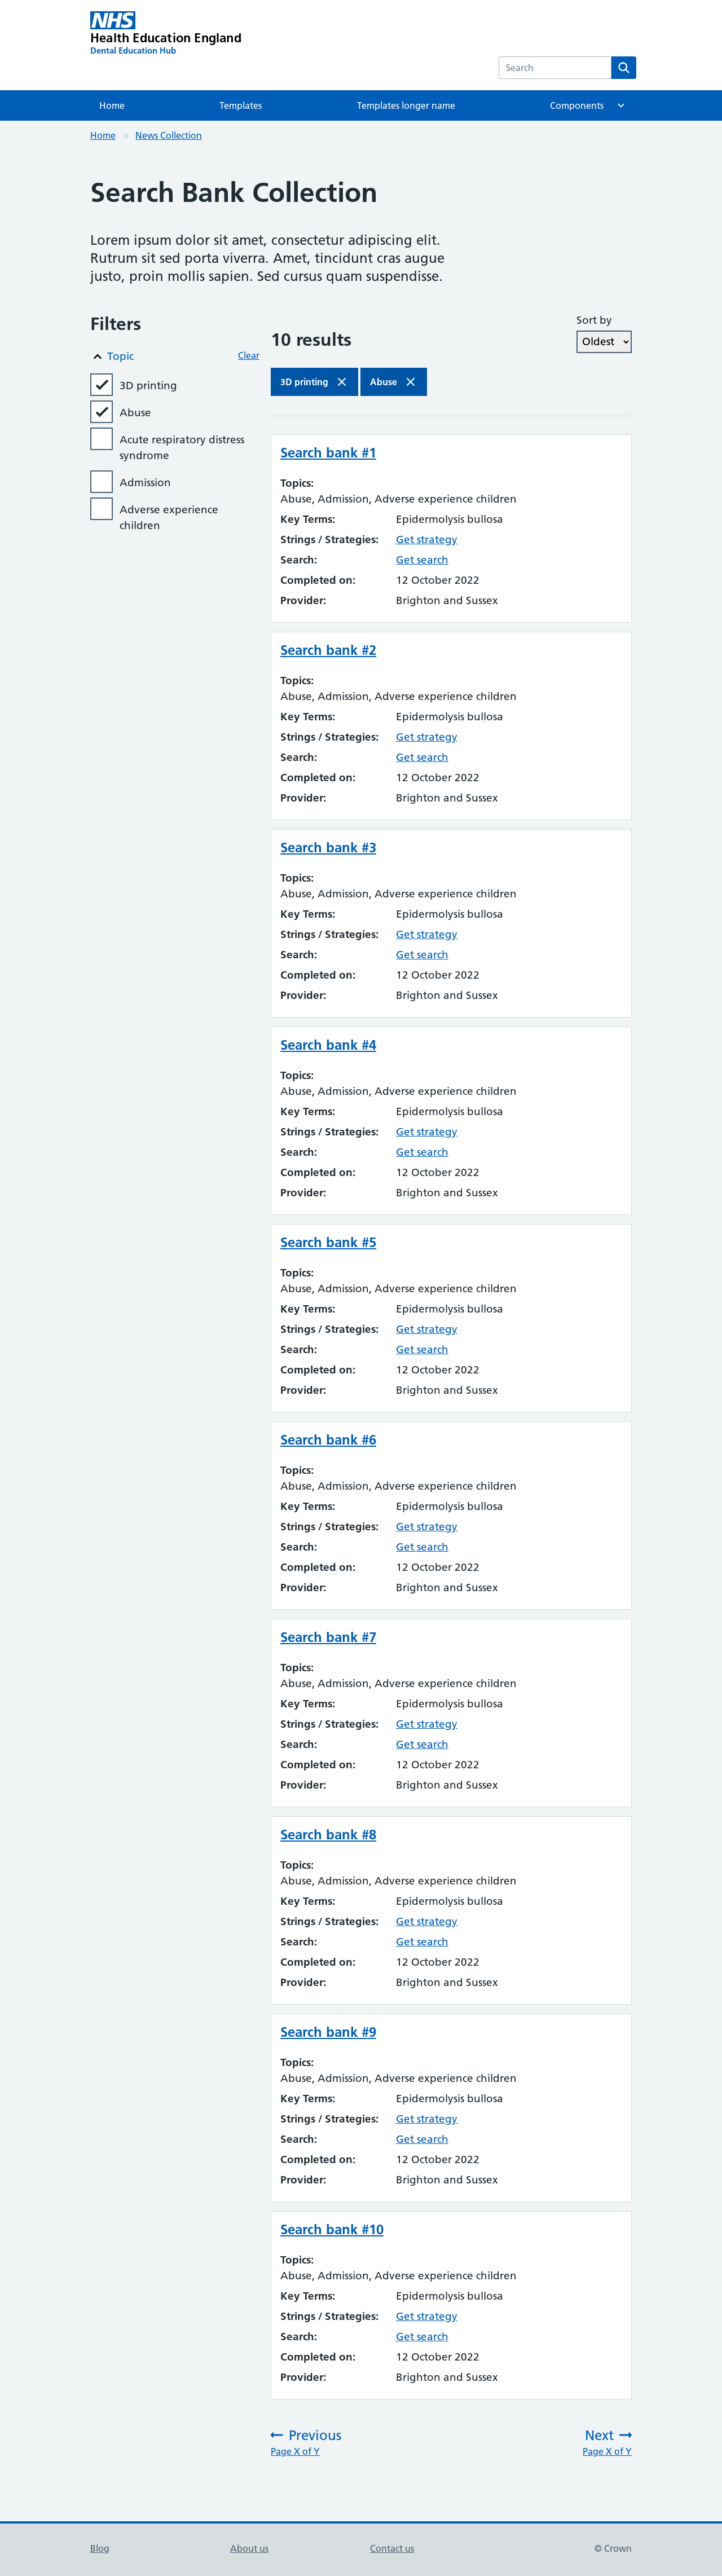 NHS
Health Education England
Dental Education Hub
Search
Home Templates Templates longer name Components
Home News Collection
Search Bank Collection
Lorem ipsum dolor sit amet, consectetur adipiscing elit.
Rutrum sit sed porta viverra. Amet, tincidunt cras augue
justo, proin mollis sapien. Sed cursus quam suspendisse.
Filters
Topic Clear
3D printing
Abuse
Acute respiratory distress
syndrome
Admission
Adverse experience
children
10 results
Sort by
Oldest
3D printing Abuse
Search bank #1
Topics:
Abuse, Admission, Adverse experience children
Key Terms: Epidermolysis bullosa
Strings / Strategies: Get strategy
Search: Get search
Completed on: 12 October 2022
Provider: Brighton and Sussex
Search bank #2
Topics:
Abuse, Admission, Adverse experience children
Key Terms: Epidermolysis bullosa
Strings / Strategies: Get strategy
Search: Get search
Completed on: 12 October 2022
Provider: Brighton and Sussex
Search bank #3
Topics:
Abuse, Admission, Adverse experience children
Key Terms: Epidermolysis bullosa
Strings / Strategies: Get strategy
Search: Get search
Completed on: 12 October 2022
Provider: Brighton and Sussex
Search bank #4
Topics:
Abuse, Admission, Adverse experience children
Key Terms: Epidermolysis bullosa
Strings / Strategies: Get strategy
Search: Get search
Completed on: 12 October 2022
Provider: Brighton and Sussex
Search bank #5
Topics:
Abuse, Admission, Adverse experience children
Key Terms: Epidermolysis bullosa
Strings / Strategies: Get strategy
Search: Get search
Completed on: 12 October 2022
Provider: Brighton and Sussex
Search bank #6
Topics:
Abuse, Admission, Adverse experience children
Key Terms: Epidermolysis bullosa
Strings / Strategies: Get strategy
Search: Get search
Completed on: 12 October 2022
Provider: Brighton and Sussex
Search bank #7
Topics:
Abuse, Admission, Adverse experience children
Key Terms: Epidermolysis bullosa
Strings / Strategies: Get strategy
Search: Get search
Completed on: 12 October 2022
Provider: Brighton and Sussex
Search bank #8
Topics:
Abuse, Admission, Adverse experience children
Key Terms: Epidermolysis bullosa
Strings / Strategies: Get strategy
Search: Get search
Completed on: 12 October 2022
Provider: Brighton and Sussex
Search bank #9
Topics:
Abuse, Admission, Adverse experience children
Key Terms: Epidermolysis bullosa
Strings / Strategies: Get strategy
Search: Get search
Completed on: 12 October 2022
Provider: Brighton and Sussex
Search bank #10
Topics:
Abuse, Admission, Adverse experience children
Key Terms: Epidermolysis bullosa
Strings / Strategies: Get strategy
Search: Get search
Completed on: 12 October 2022
Provider: Brighton and Sussex
Previous Next
Page X of Y Page X of Y
Blog About us Contact us © Crown